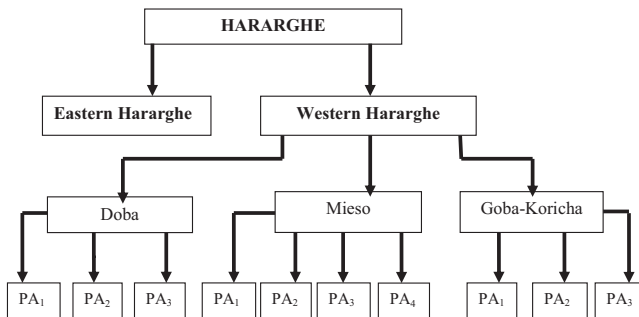 HARARGHE
Eastern Hararghe
Western Hararghe
Doba
Mieso
Goba-Koricha
PA₁
PA₂
PA₃
PA₁
PA₂
PA₃
PA₄
PA₁
PA₂
PA₃